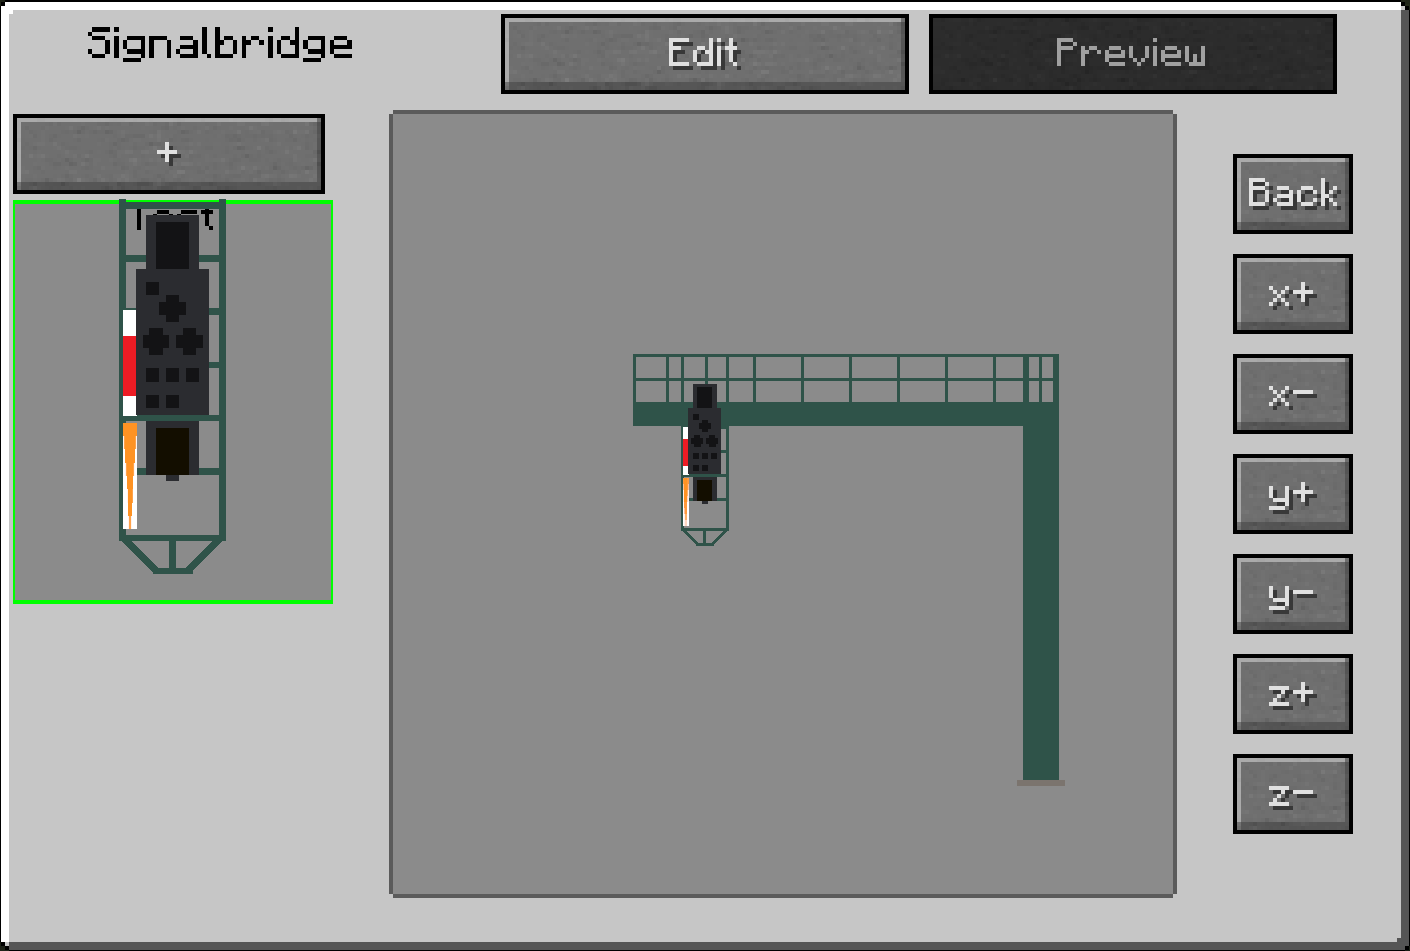 Signalbridge
Edit
Preview
+
Back
x+
x-
y+
y-
z+
z-